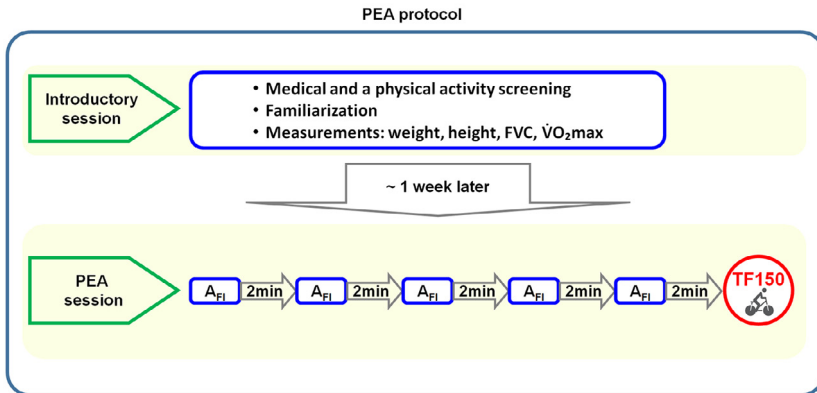 PEA protocol
Introductory
session
• Medical and a physical activity screening
• Familiarization
• Measurements: weight, height, FVC, V̇O₂max
~ 1 week later
PEA
session
A_FI 2min A_FI 2min A_FI 2min A_FI 2min A_FI 2min TF150